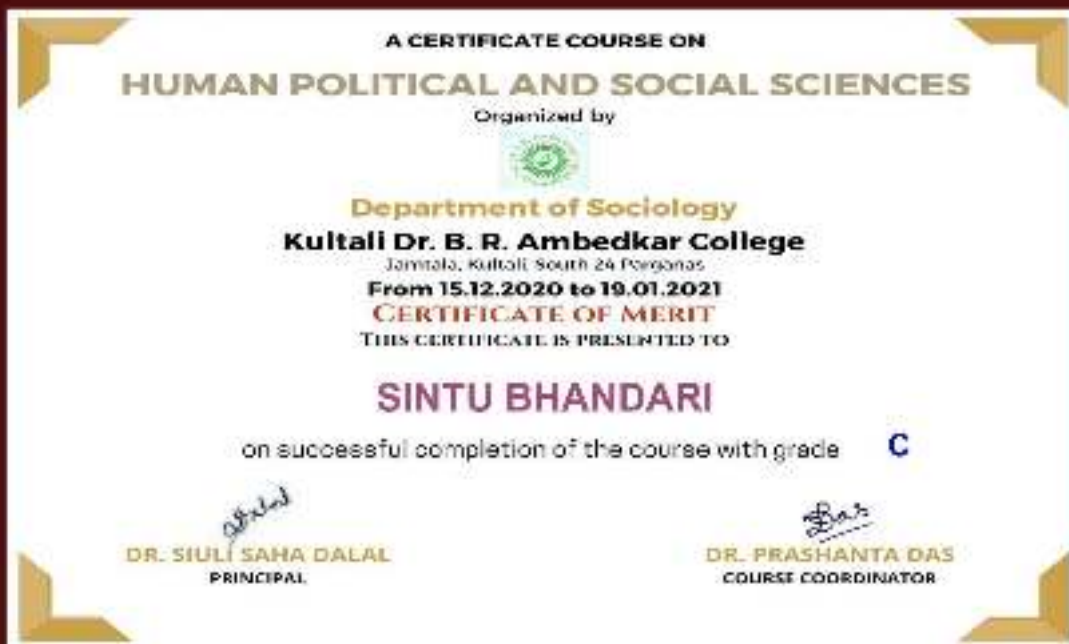 A CERTIFICATE COURSE ON
HUMAN POLITICAL AND SOCIAL SCIENCES
Organized by
Department of Sociology
Kultali Dr. B. R. Ambedkar College
Jamtala, Kultali, South 24 Parganas
From 15.12.2020 to 19.01.2021
CERTIFICATE OF MERIT
THIS CERTIFICATE IS PRESENTED TO
SINTU BHANDARI
on successful completion of the course with grade C
Das
DR. SIULI SAHA DALAL
DR. PRASHANTA DAS
PRINCIPAL
COURSE COORDINATOR